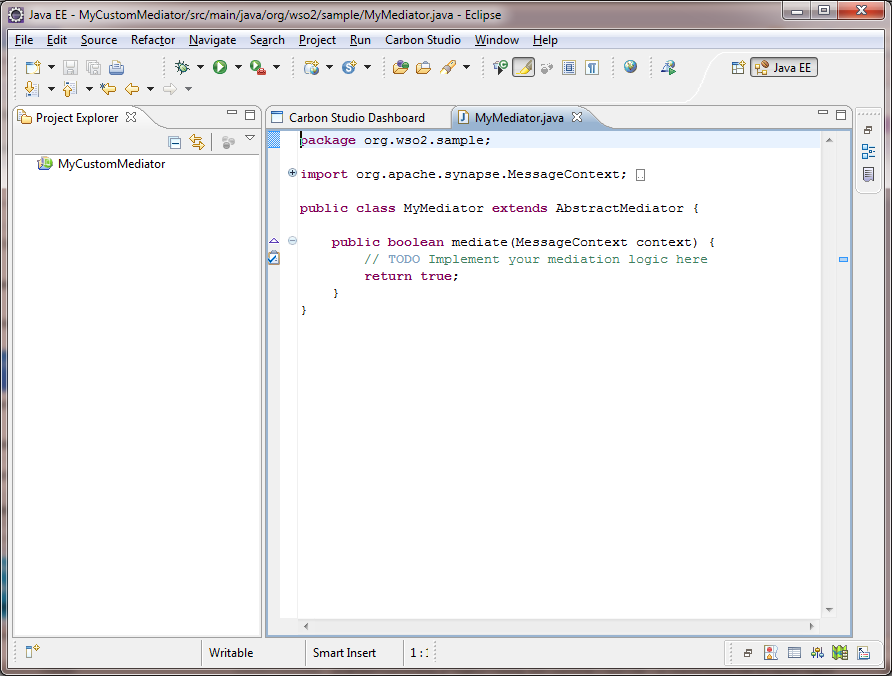 Java EE - MyCustomMediator/src/main/java/org/wso2/sample/MyMediator.java - Eclipse
File Edit Source Refactor Navigate Search Project Run Carbon Studio Window Help
Java EE
Project Explorer
Carbon Studio Dashboard
MyMediator.java
MyCustomMediator
package org.wso2.sample;
import org.apache.synapse.MessageContext;
public class MyMediator extends AbstractMediator {
public boolean mediate(MessageContext context) {
// TODO Implement your mediation logic here
return true;
}
}
Writable
Smart Insert
1 :